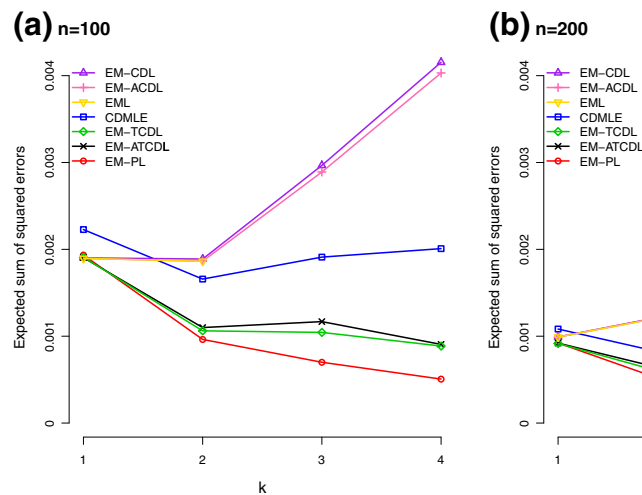 (a) n=100
Expected sum of squared errors
0.004
0.003
0.002
0.001
0
EM−CDL
EM−ACDL
EML
CDMLE
EM−TCDL
EM−ATCDL
EM−PL
1
2
3
4
k
(b) n=200
Expected sum of squared errors
0.004
0.003
0.002
0.001
0
EM−CDL
EM−ACDL
EML
CDMLE
EM−TCDL
EM−ATCDL
EM−PL
1